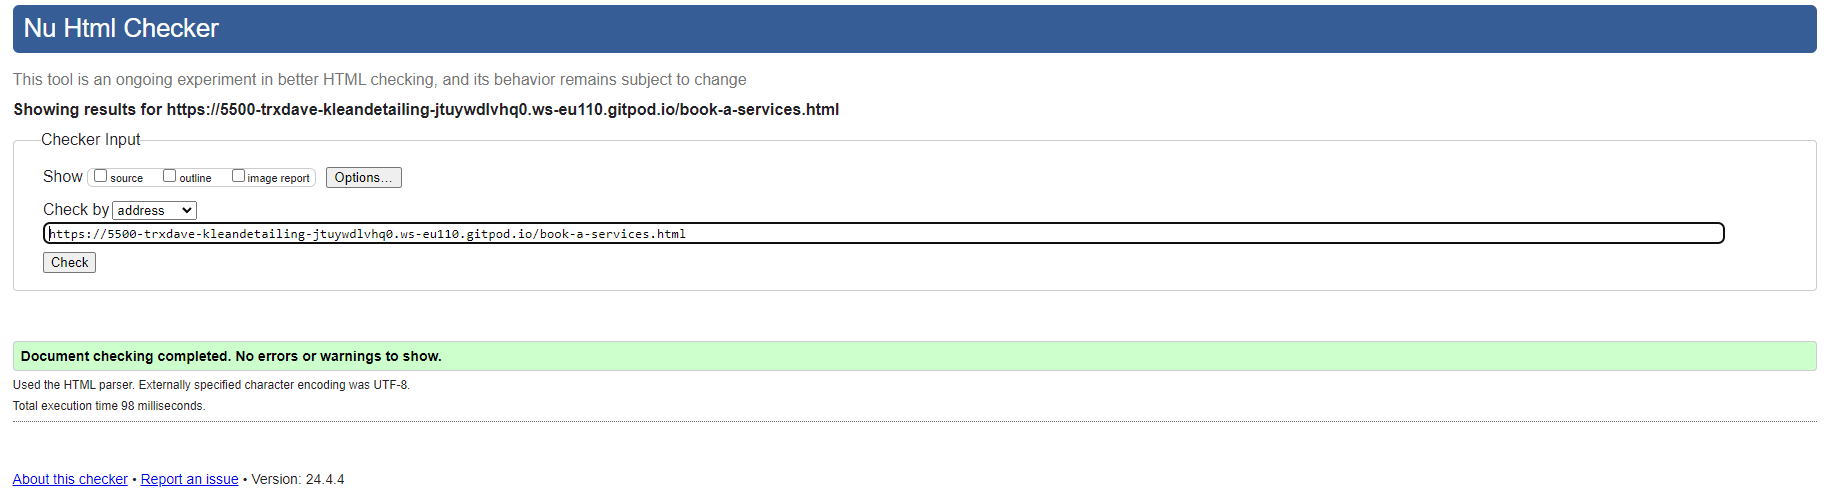 Nu Html Checker
This tool is an ongoing experiment in better HTML checking, and its behavior remains subject to change
Showing results for https://5500-trxdave-kleandetailing-jtuywdlvhq0.ws-eu110.gitpod.io/book-a-services.html
Checker Input
Show source outline image report Options...
Check by address
https://5500-trxdave-kleandetailing-jtuywdlvhq0.ws-eu110.gitpod.io/book-a-services.html
Check
Document checking completed. No errors or warnings to show.
Used the HTML parser. Externally specified character encoding was UTF-8.
Total execution time 98 milliseconds.
About this checker • Report an issue • Version: 24.4.4